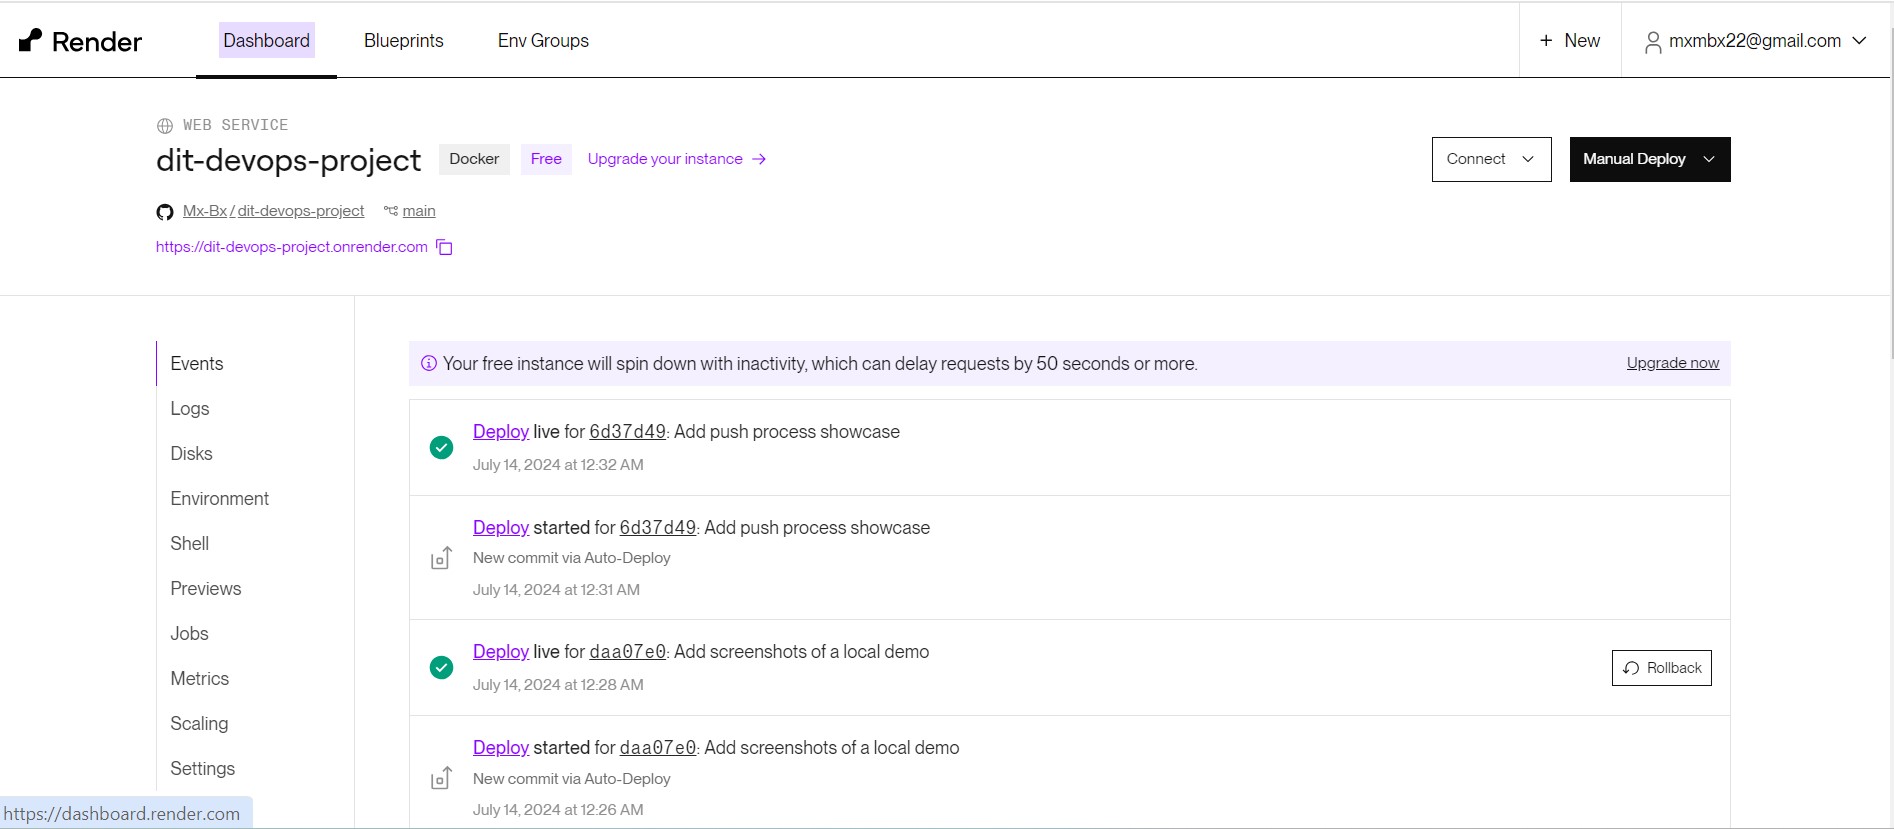 Render
Dashboard
Blueprints
Env Groups
+ New
mxmbx22@gmail.com
WEB SERVICE
dit-devops-project
Docker
Free
Upgrade your instance →
Connect
Manual Deploy
Mx-Bx / dit-devops-project
main
https://dit-devops-project.onrender.com
Events
Logs
Disks
Environment
Shell
Previews
Jobs
Metrics
Scaling
Settings
Your free instance will spin down with inactivity, which can delay requests by 50 seconds or more.
Upgrade now
Deploy live for 6d37d49: Add push process showcase
July 14, 2024 at 12:32 AM
Deploy started for 6d37d49: Add push process showcase
New commit via Auto-Deploy
July 14, 2024 at 12:31 AM
Deploy live for daa07e0: Add screenshots of a local demo
July 14, 2024 at 12:28 AM
Rollback
Deploy started for daa07e0: Add screenshots of a local demo
New commit via Auto-Deploy
July 14, 2024 at 12:26 AM
https://dashboard.render.com